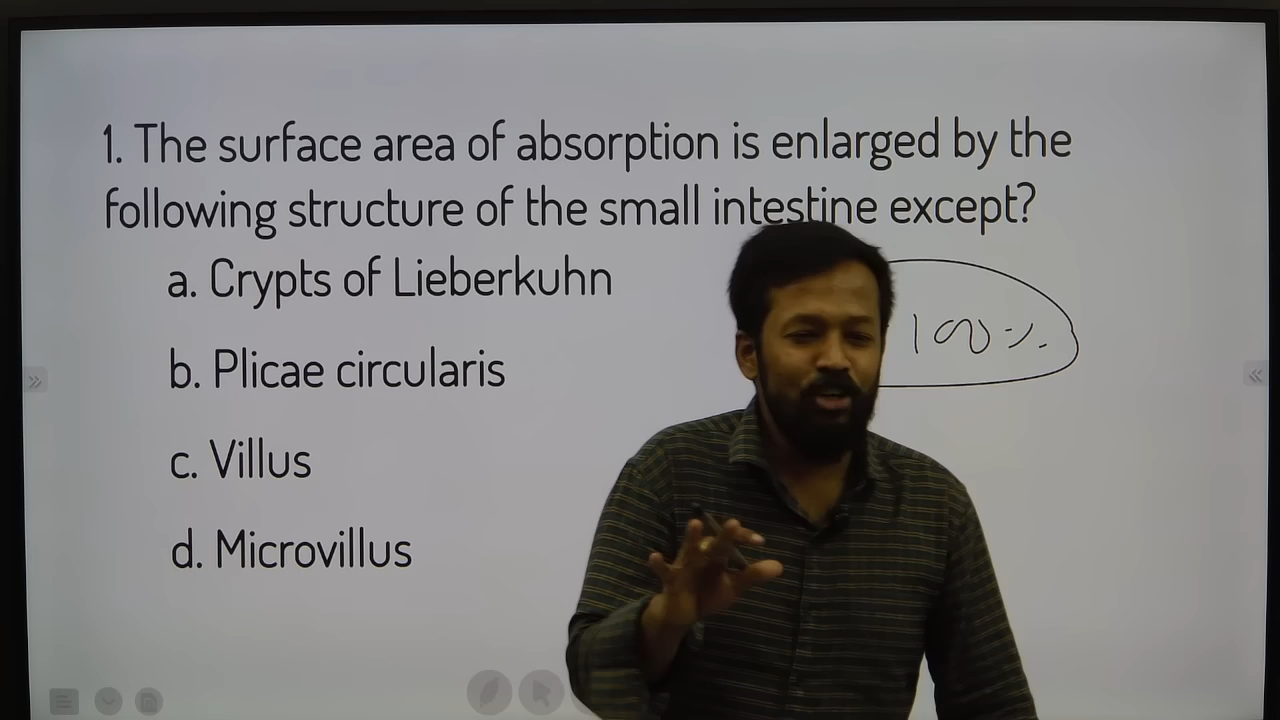 1. The surface area of absorption is enlarged by the
following structure of the small intestine except?
a. Crypts of Lieberkuhn
100%
b. Plicae circularis
c. Villus
d. Microvillus